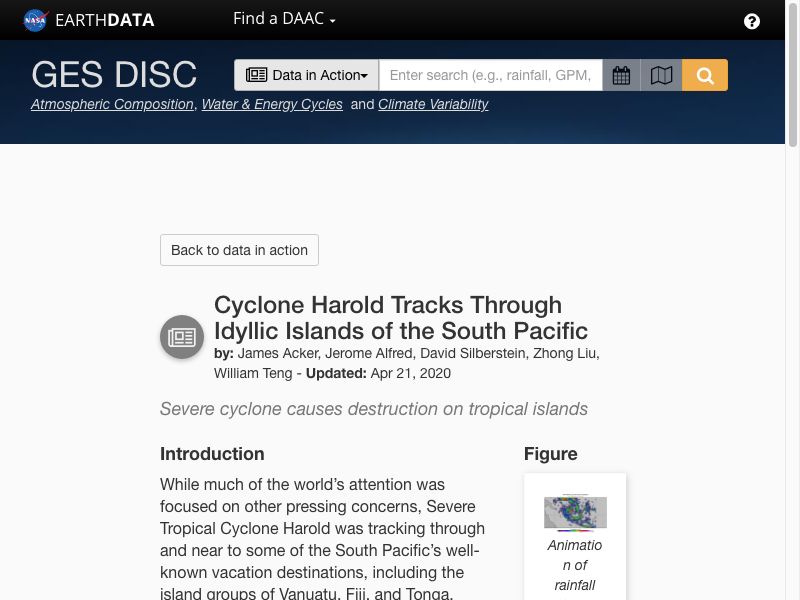 NASA EARTHDATA Find a DAAC
GES DISC
Data in Action
Enter search (e.g., rainfall, GPM,
Atmospheric Composition, Water & Energy Cycles and Climate Variability
Back to data in action
Cyclone Harold Tracks Through
Idyllic Islands of the South Pacific
by: James Acker, Jerome Alfred, David Silberstein, Zhong Liu,
William Teng - Updated: Apr 21, 2020
Severe cyclone causes destruction on tropical islands
Introduction
While much of the world’s attention was
focused on other pressing concerns, Severe
Tropical Cyclone Harold was tracking through
and near to some of the South Pacific’s well-
known vacation destinations, including the
island groups of Vanuatu, Fiji, and Tonga.
Figure
Animatio
n of
rainfall